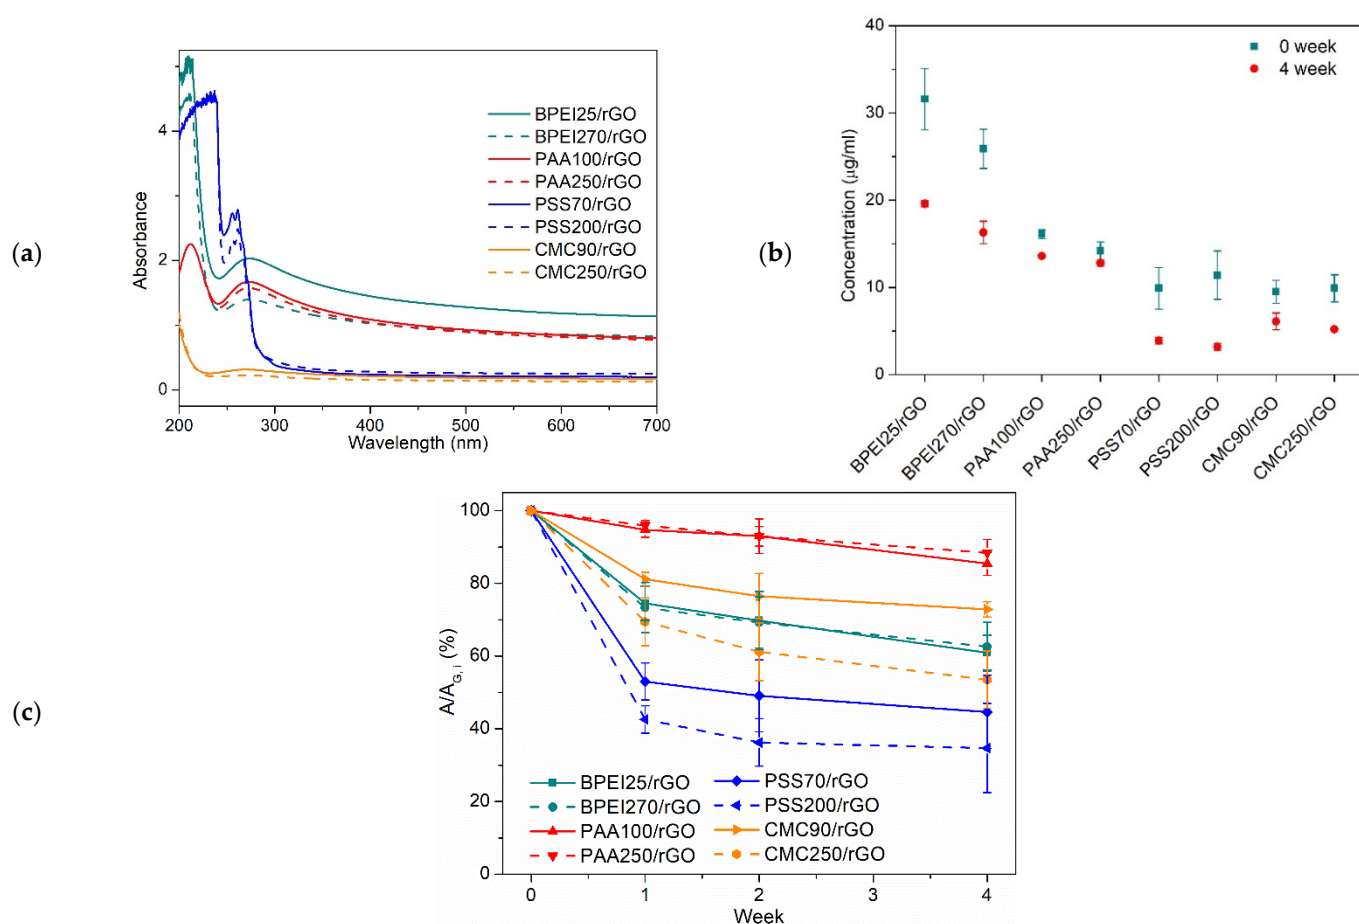 (a)
Absorbance
4
2
0
200
300
400
500
600
700
Wavelength (nm)
BPEI25/rGO
BPEI270/rGO
PAA100/rGO
PAA250/rGO
PSS70/rGO
PSS200/rGO
CMC90/rGO
CMC250/rGO
(b)
Concentration (μg/ml)
40
30
20
10
0
0 week
4 week
BPEI25/rGO
BPEI270/rGO
PAA100/rGO
PAA250/rGO
PSS70/rGO
PSS200/rGO
CMC90/rGO
CMC250/rGO
(c)
A/A_{G, i} (%)
100
80
60
40
20
0
BPEI25/rGO
BPEI270/rGO
PAA100/rGO
PAA250/rGO
PSS70/rGO
PSS200/rGO
CMC90/rGO
CMC250/rGO
0
1
2
3
4
Week